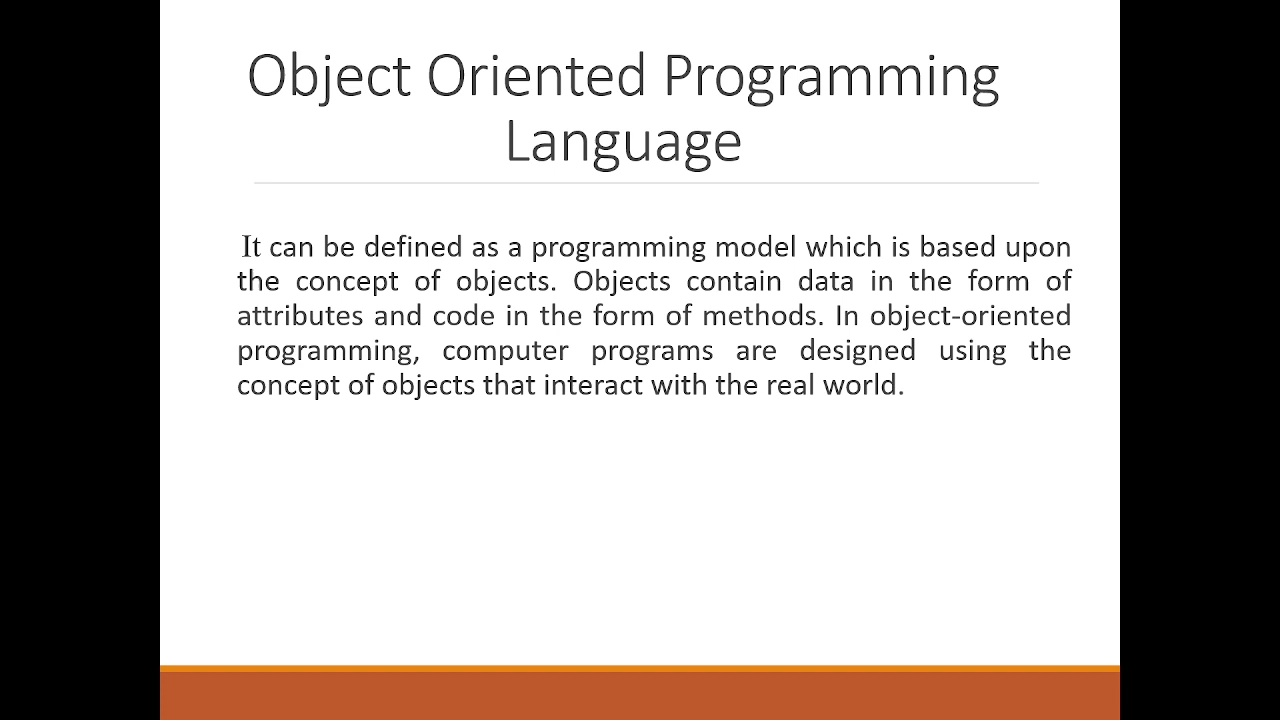 Object Oriented Programming
Language
It can be defined as a programming model which is based upon
the concept of objects. Objects contain data in the form of
attributes and code in the form of methods. In object-oriented
programming, computer programs are designed using the
concept of objects that interact with the real world.